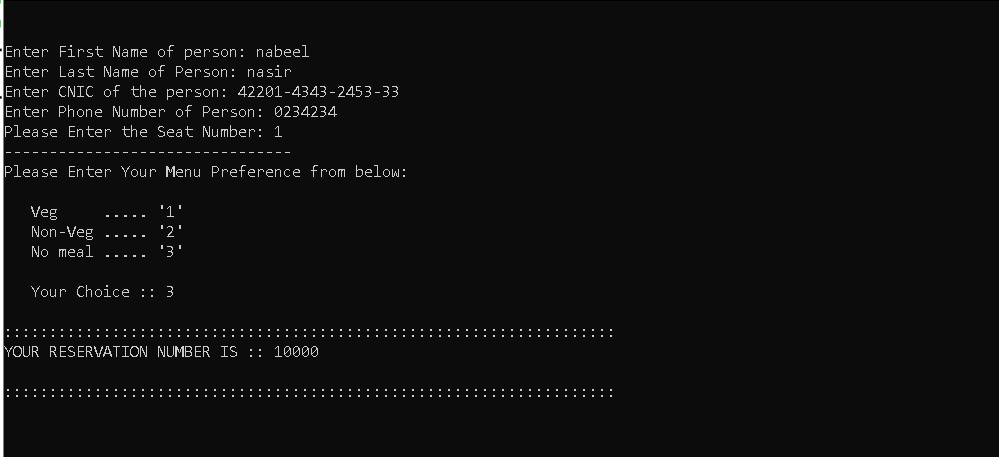 Enter First Name of person: nabeel
Enter Last Name of Person: nasir
Enter CNIC of the person: 42201-4343-2453-33
Enter Phone Number of Person: 0234234
Please Enter the Seat Number: 1
--------------------------------
Please Enter Your Menu Preference from below:
Veg     ..... '1'
Non-Veg ..... '2'
No meal ..... '3'
Your Choice :: 3
::::::::::::::::::::::::::::::::::::::::::::::::::::::::::::::::::::
YOUR RESERVATION NUMBER IS :: 10000
::::::::::::::::::::::::::::::::::::::::::::::::::::::::::::::::::::